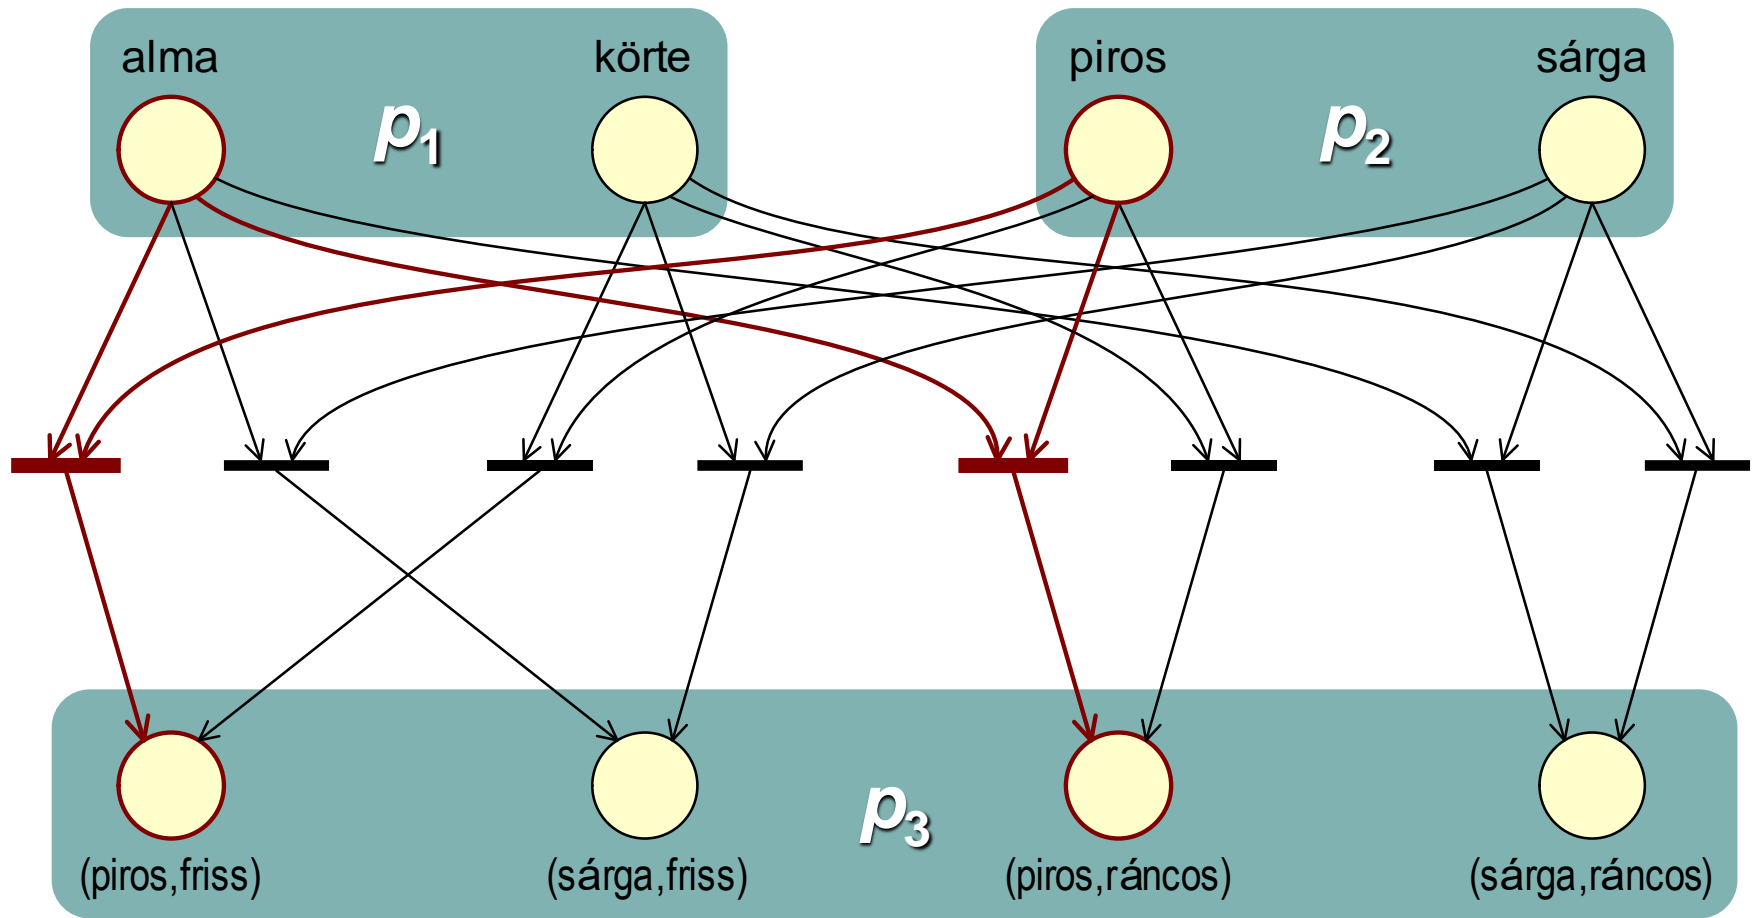 alma
körte
piros
sárga
p1
p2
p3
(piros,friss)
(sárga,friss)
(piros,ráncos)
(sárga,ráncos)